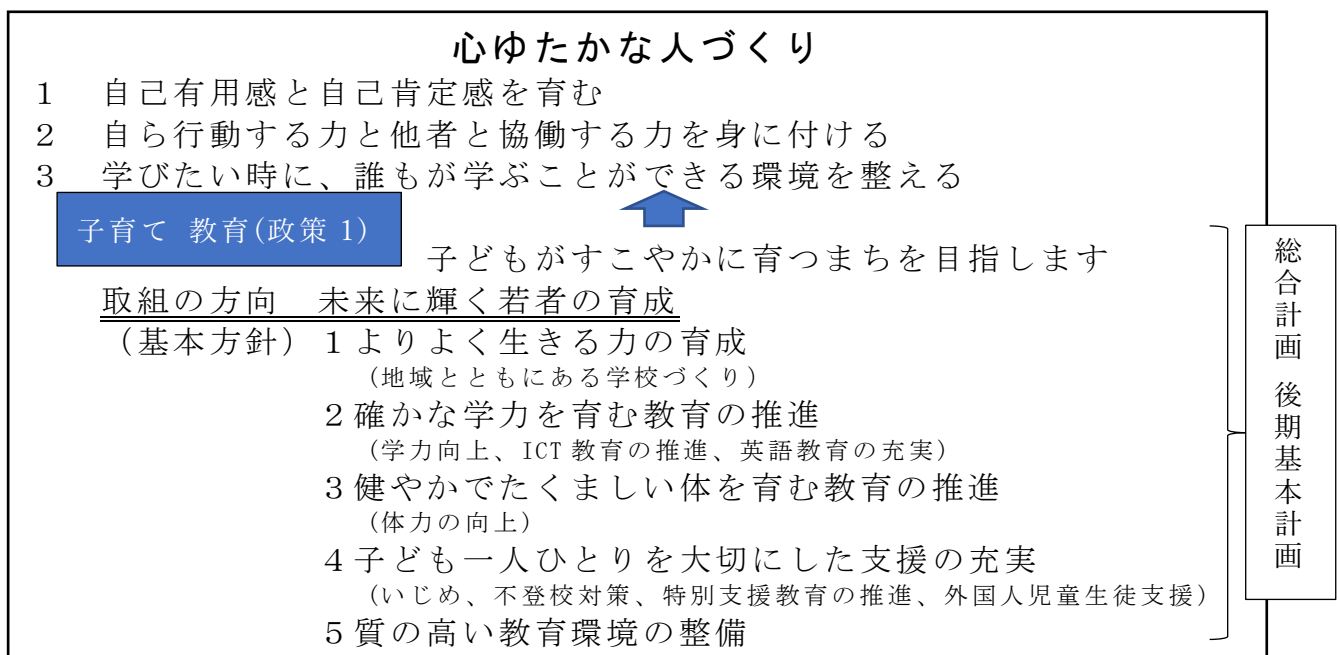 心ゆたかな人づくり
１　自己有用感と自己肯定感を育む
２　自ら行動する力と他者と協働する力を身に付ける
３　学びたい時に、誰もが学ぶことができる環境を整える
子育て 教育(政策 1)
子どもがすこやかに育つまちを目指します
取組の方向　未来に輝く若者の育成
（基本方針）１よりよく生きる力の育成
（地域とともにある学校づくり）
２確かな学力を育む教育の推進
（学力向上、ICT 教育の推進、英語教育の充実）
３健やかでたくましい体を育む教育の推進
（体力の向上）
４子ども一人ひとりを大切にした支援の充実
（いじめ、不登校対策、特別支援教育の推進、外国人児童生徒支援）
５質の高い教育環境の整備
総合計画 後期基本計画